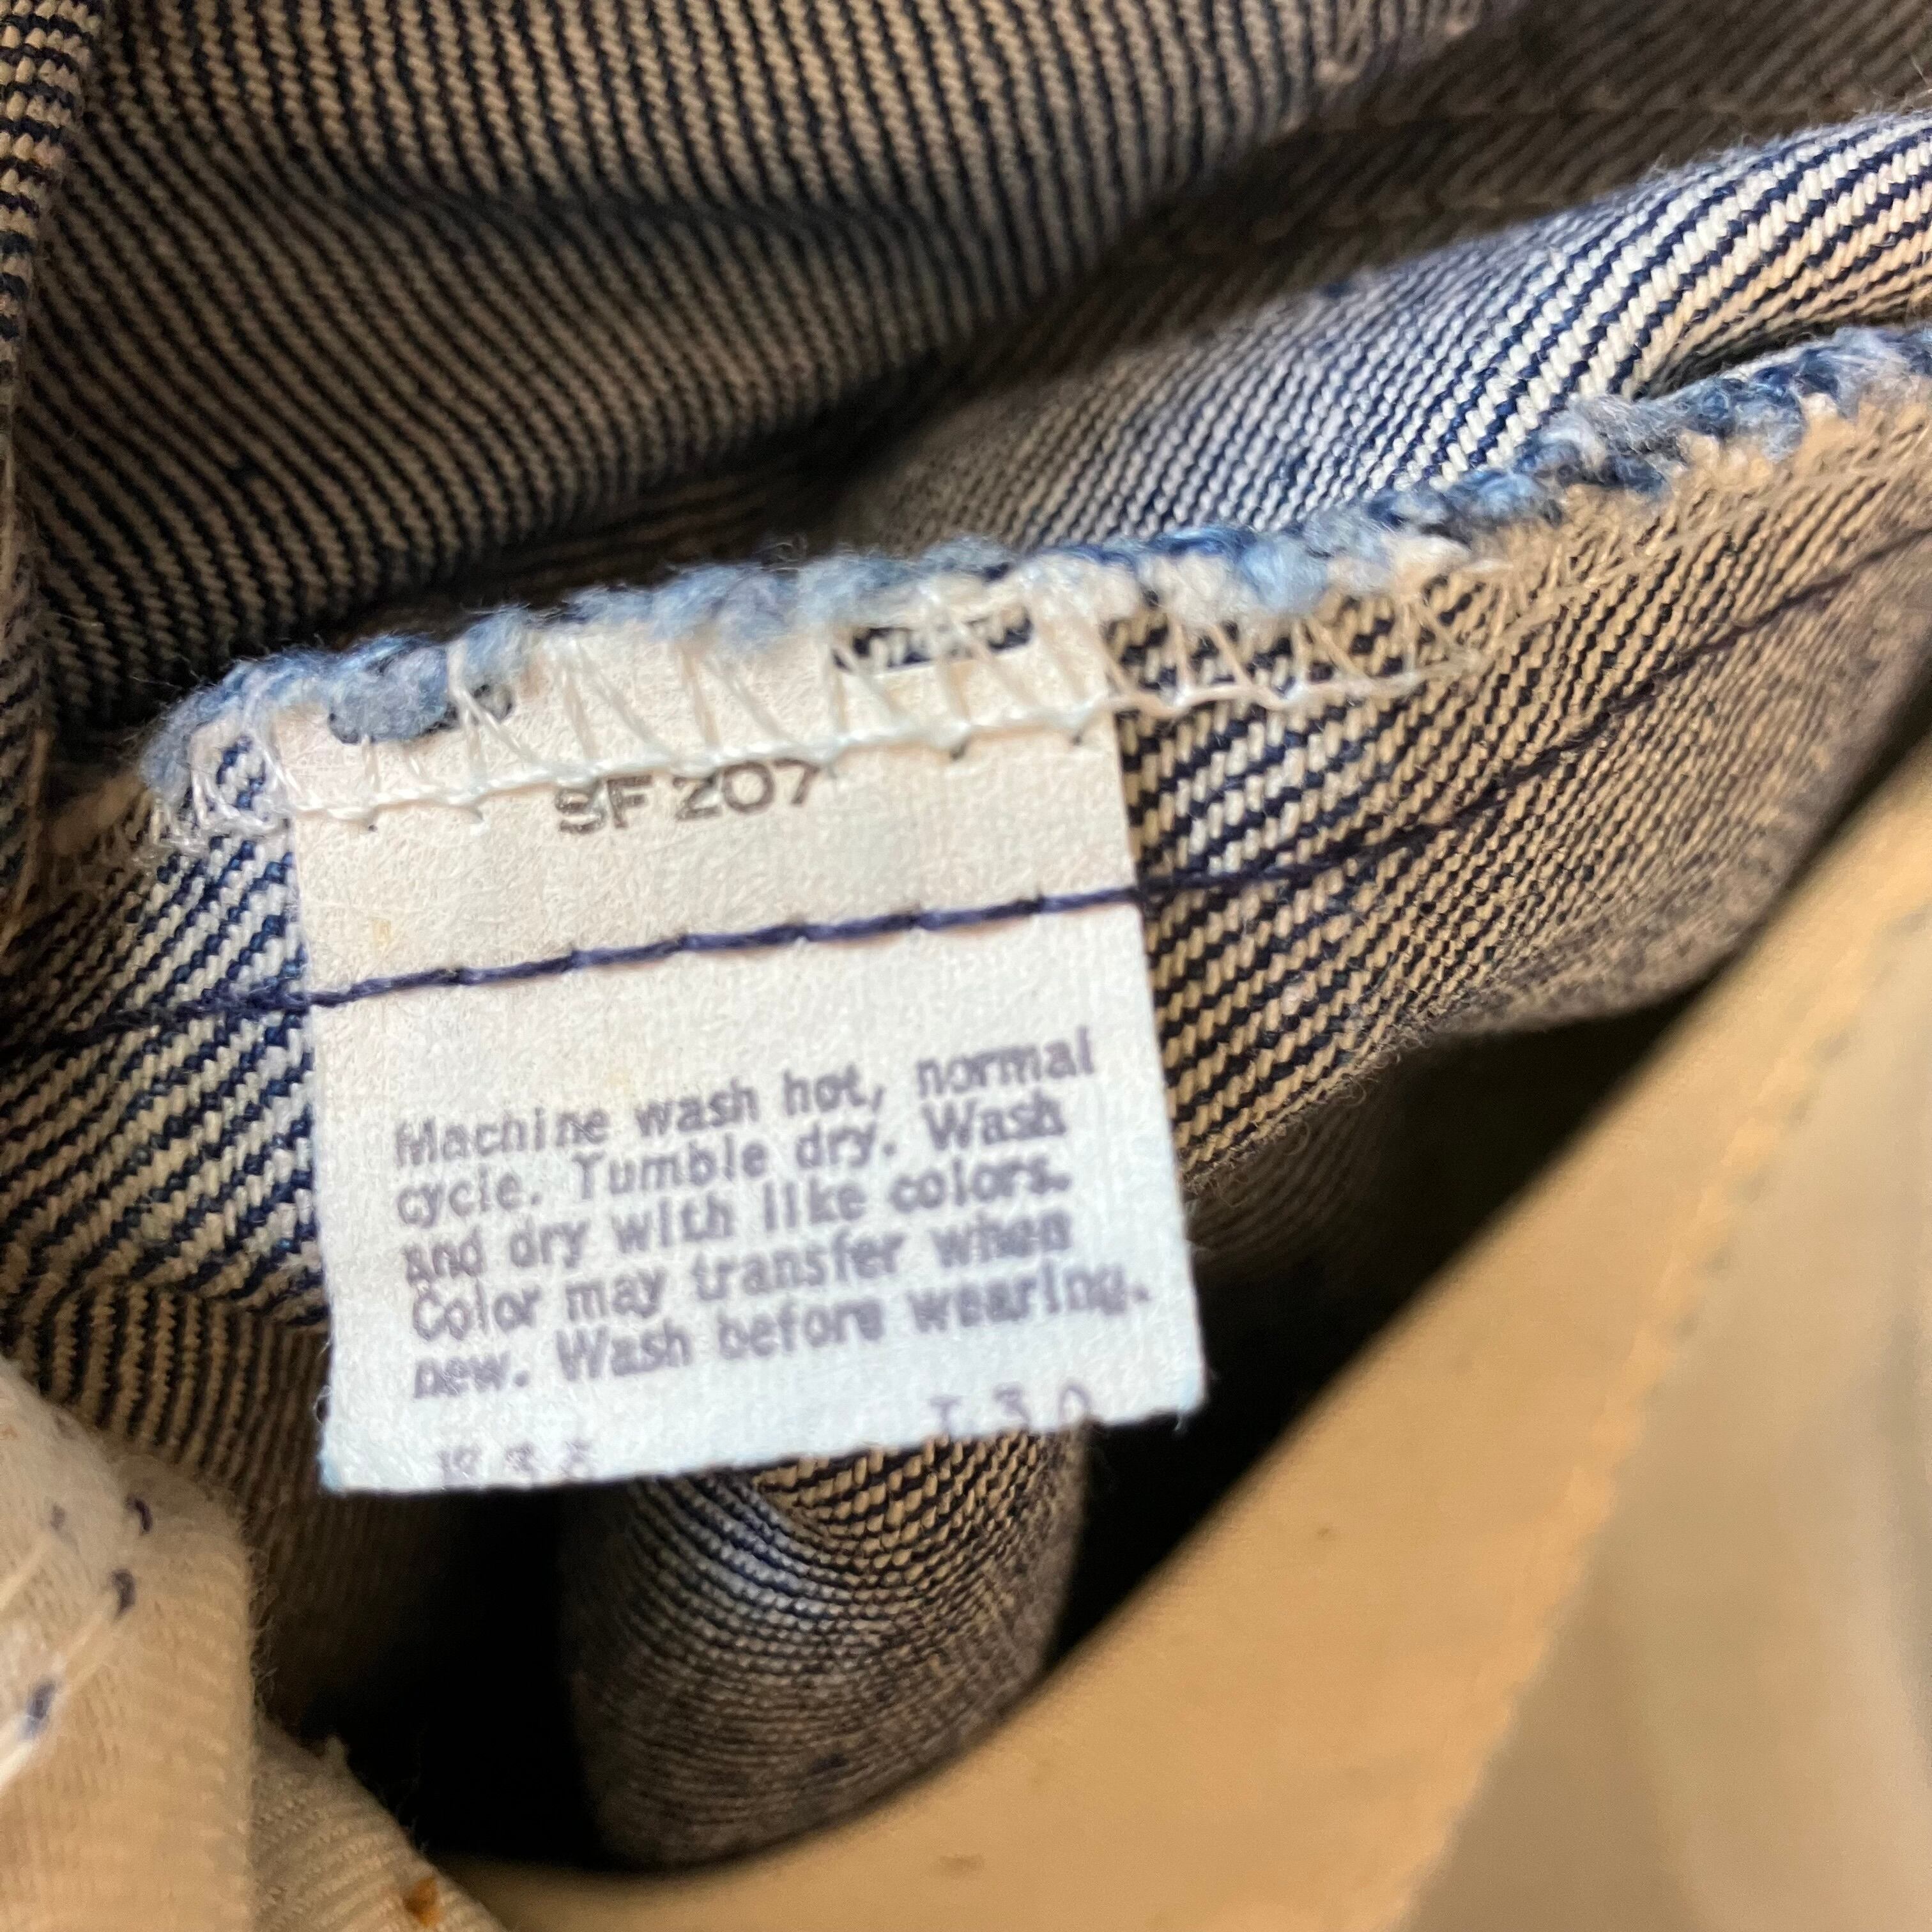 SF 207
Machine wash hot, normal
cycle. Tumble dry. Wash
and dry with like colors.
Color may transfer when
new. Wash before wearing.